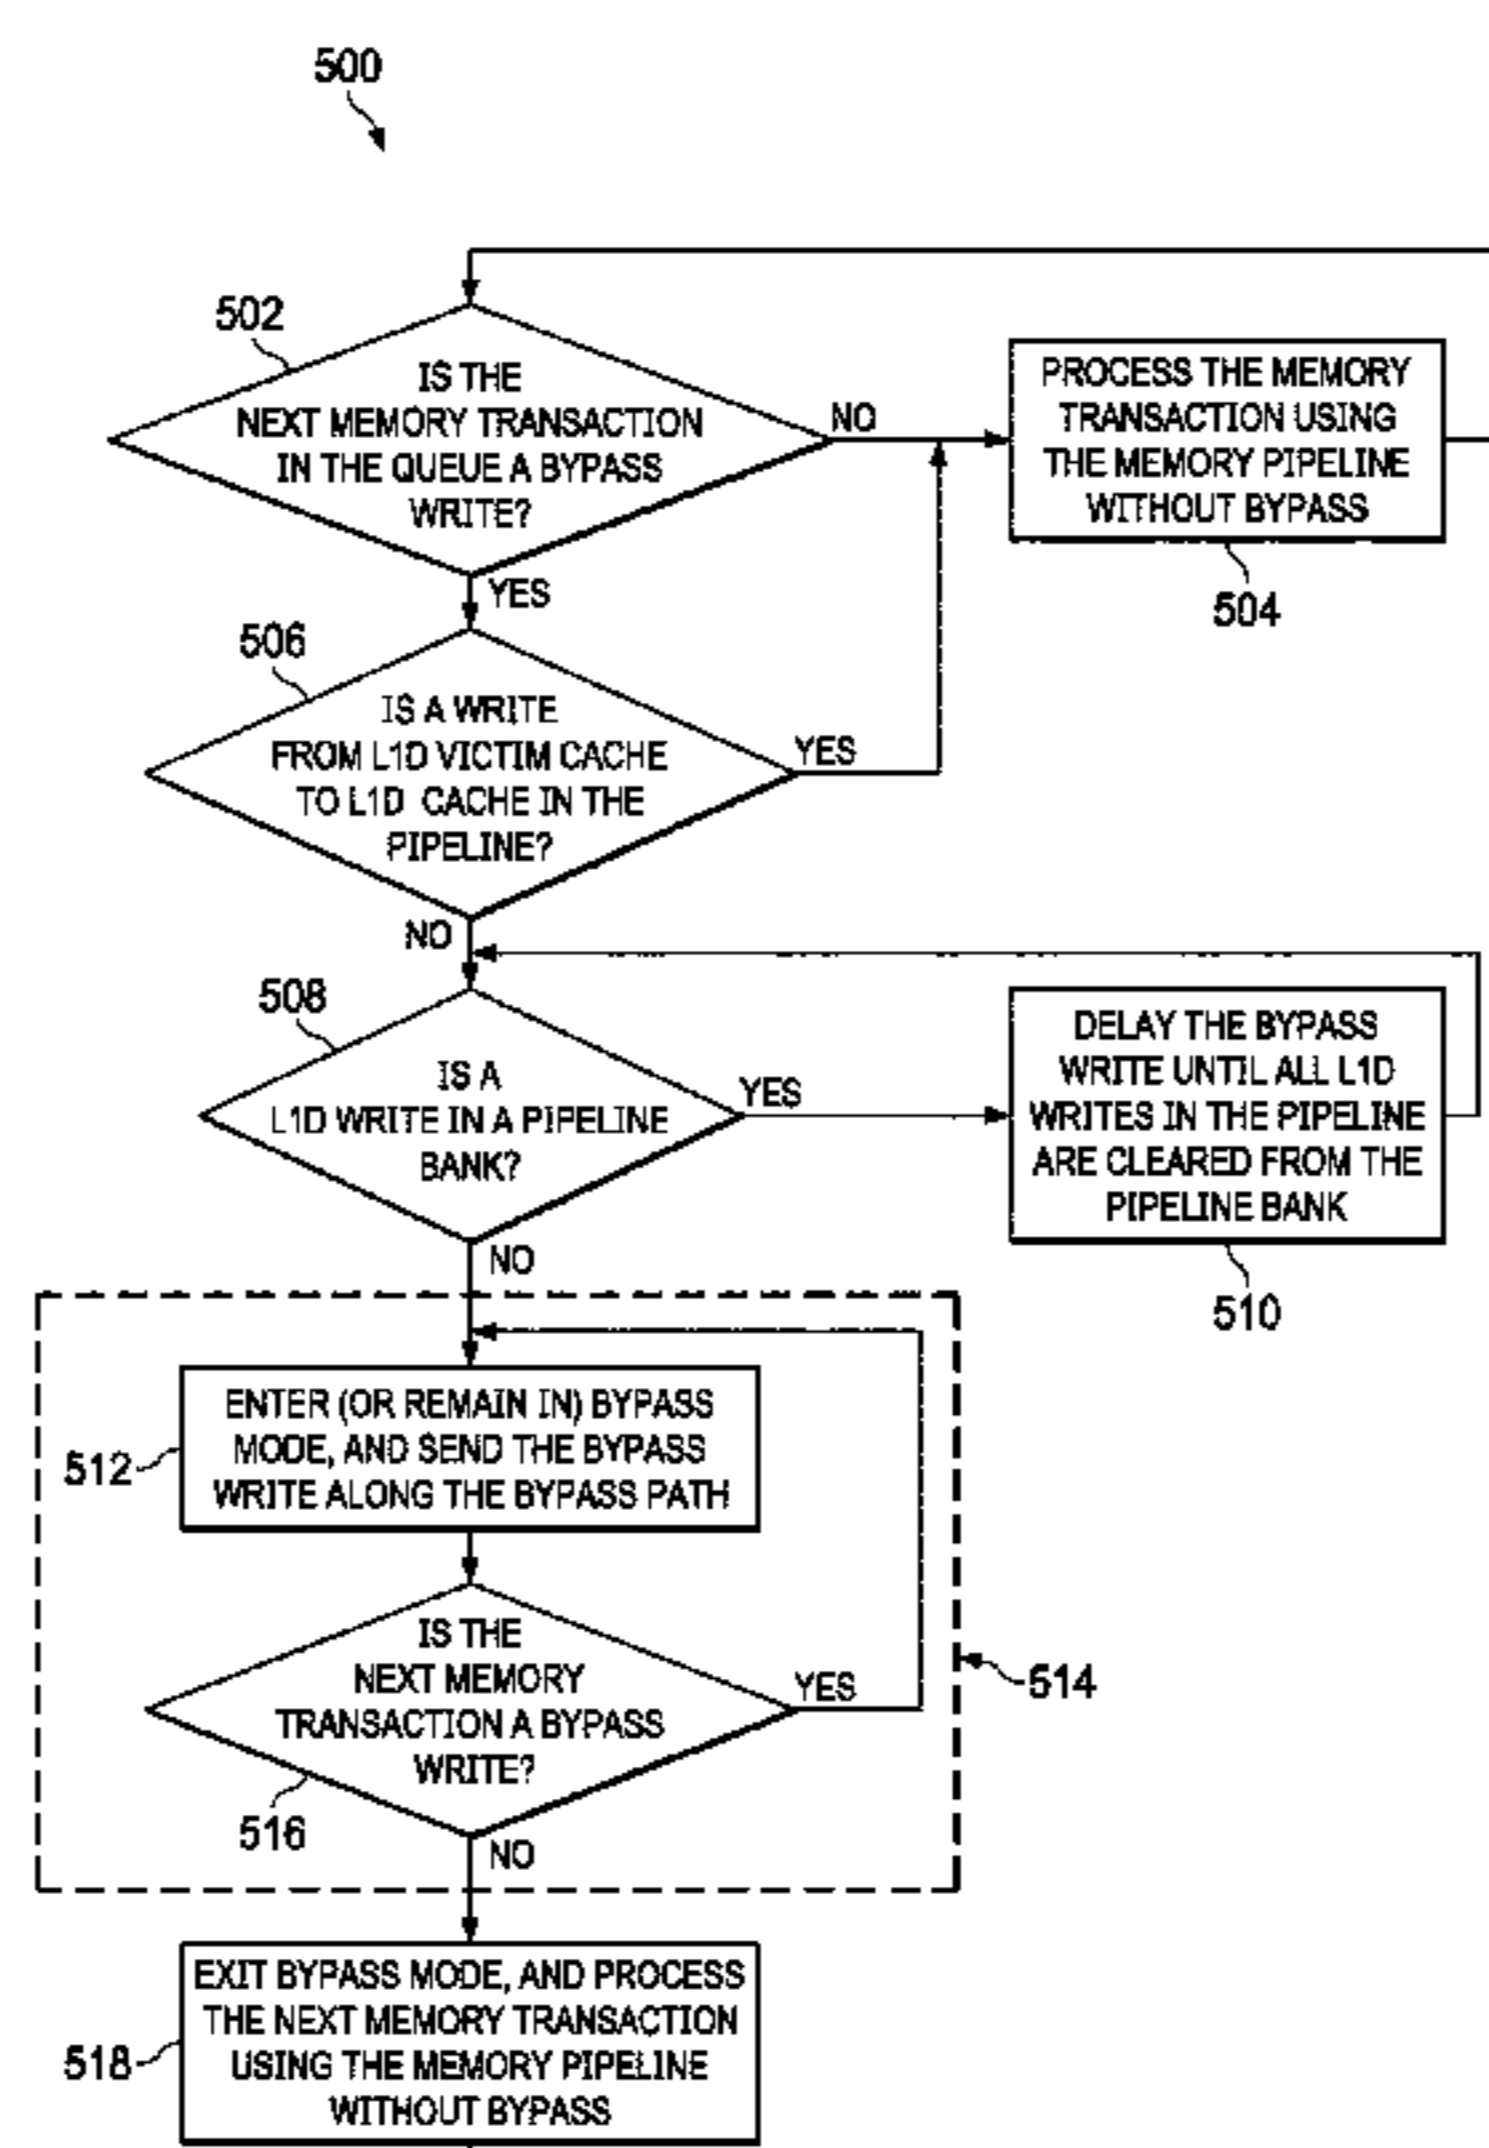 500
502
IS THE
NEXT MEMORY TRANSACTION
IN THE QUEUE A BYPASS
WRITE?
NO
PROCESS THE MEMORY
TRANSACTION USING
THE MEMORY PIPELINE
WITHOUT BYPASS
504
YES
506
IS A WRITE
FROM L1D VICTIM CACHE
TO L1D CACHE IN THE
PIPELINE?
YES
NO
508
IS A
L1D WRITE IN A PIPELINE
BANK?
YES
DELAY THE BYPASS
WRITE UNTIL ALL L1D
WRITES IN THE PIPELINE
ARE CLEARED FROM THE
PIPELINE BANK
510
NO
512
ENTER (OR REMAIN IN) BYPASS
MODE, AND SEND THE BYPASS
WRITE ALONG THE BYPASS PATH
514
IS THE
NEXT MEMORY
TRANSACTION A BYPASS
WRITE?
YES
516
NO
518
EXIT BYPASS MODE, AND PROCESS
THE NEXT MEMORY TRANSACTION
USING THE MEMORY PIPELINE
WITHOUT BYPASS